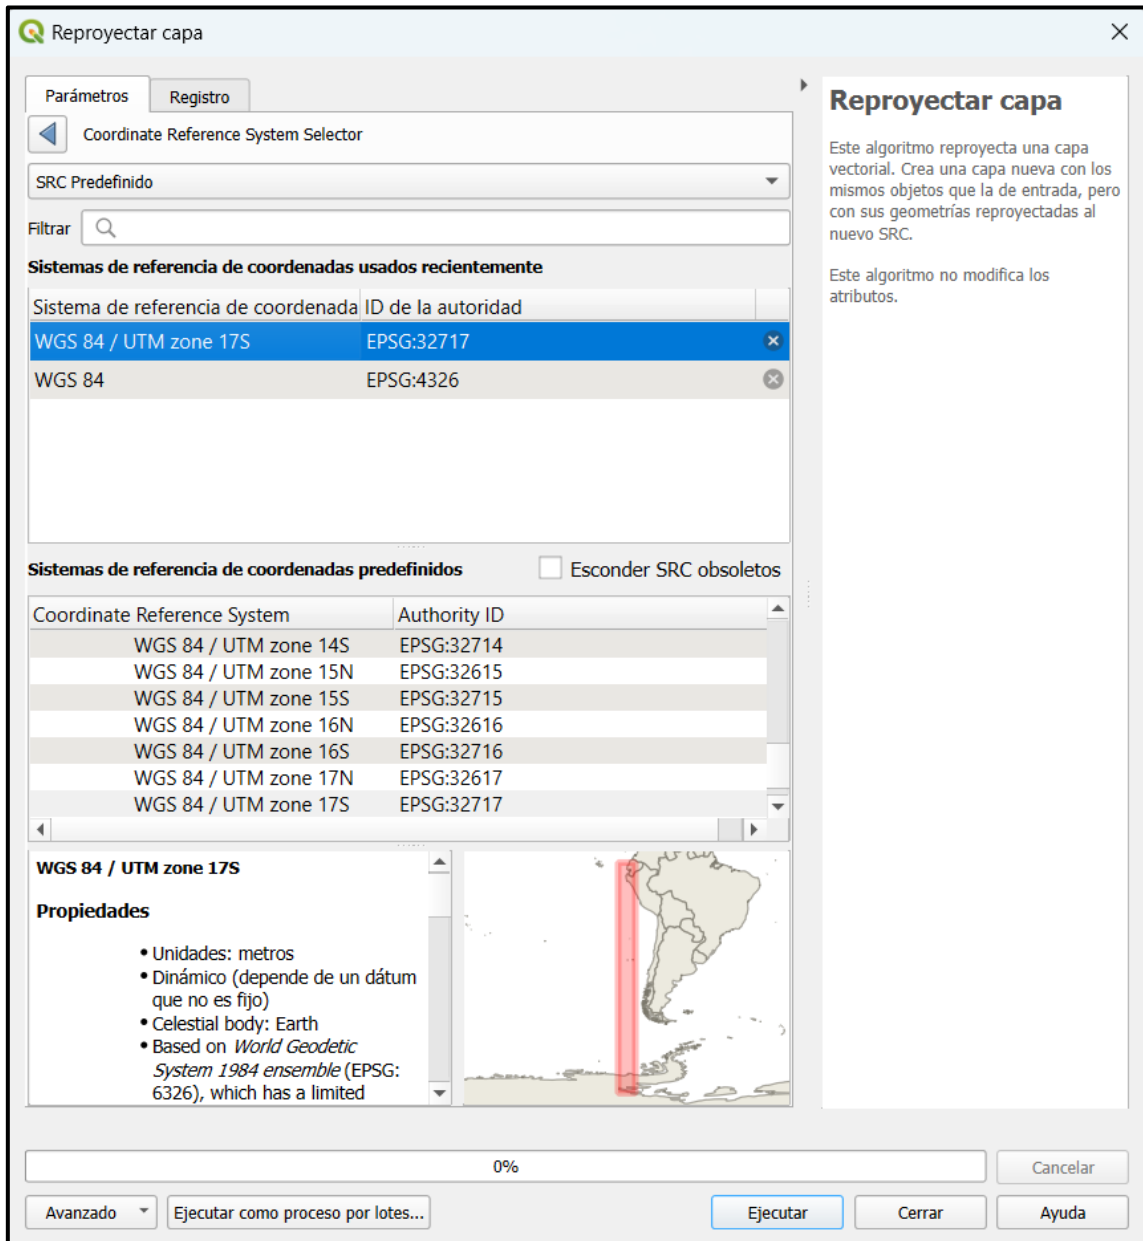 Reproyectar capa
Parámetros
Registro
Coordinate Reference System Selector
SRC Predefinido
Filtrar
Sistemas de referencia de coordenadas usados recientemente
Sistema de referencia de coordenada ID de la autoridad
WGS 84 / UTM zone 17S EPSG:32717
WGS 84 EPSG:4326
Sistemas de referencia de coordenadas predefinidos
Esconder SRC obsoletos
Coordinate Reference System Authority ID
WGS 84 / UTM zone 14S EPSG:32714
WGS 84 / UTM zone 15N EPSG:32615
WGS 84 / UTM zone 15S EPSG:32715
WGS 84 / UTM zone 16N EPSG:32616
WGS 84 / UTM zone 16S EPSG:32716
WGS 84 / UTM zone 17N EPSG:32617
WGS 84 / UTM zone 17S EPSG:32717
WGS 84 / UTM zone 17S
Propiedades
• Unidades: metros
• Dinámico (depende de un dátum
que no es fijo)
• Celestial body: Earth
• Based on World Geodetic
System 1984 ensemble (EPSG:
6326), which has a limited
Reproyectar capa
Este algoritmo reproyecta una capa
vectorial. Crea una capa nueva con los
mismos objetos que la de entrada, pero
con sus geometrías reproyectadas al
nuevo SRC.
Este algoritmo no modifica los
atributos.
0%
Cancelar
Avanzado
Ejecutar como proceso por lotes...
Ejecutar
Cerrar
Ayuda